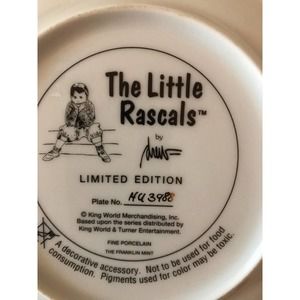 The Little
Rascals™
by
LIMITED EDITION
Plate No. HU3988
© King World Merchandising, Inc.
Based upon the series distributed by
King World & Turner Entertainment.
FINE PORCELAIN
THE FRANKLIN MINT
A decorative accessory. Not to be used for food
consumption. Pigments used for color may be toxic.